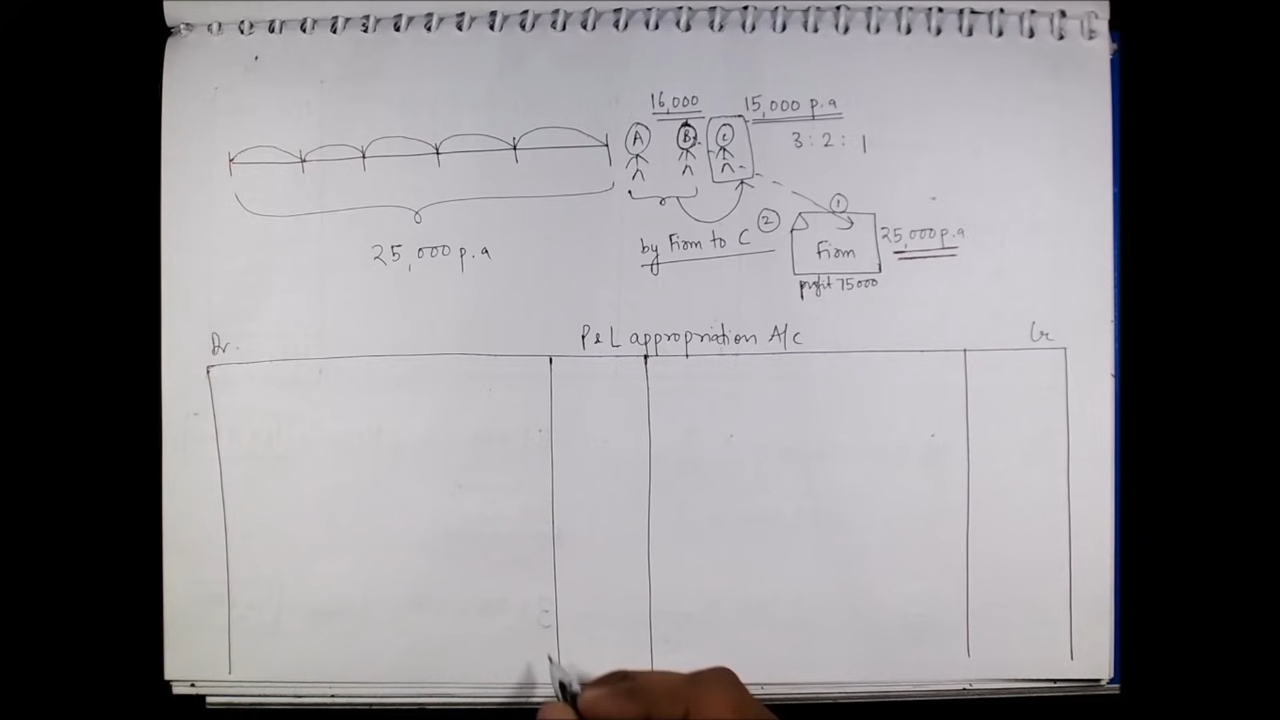 16,000 15,000 p.a
A B C 3 : 2 : 1
25,000 p.a
by Firm to C 2
1
Firm 25,000 p.a
profit 75000
Dr. P & L appropriation A/c Cr